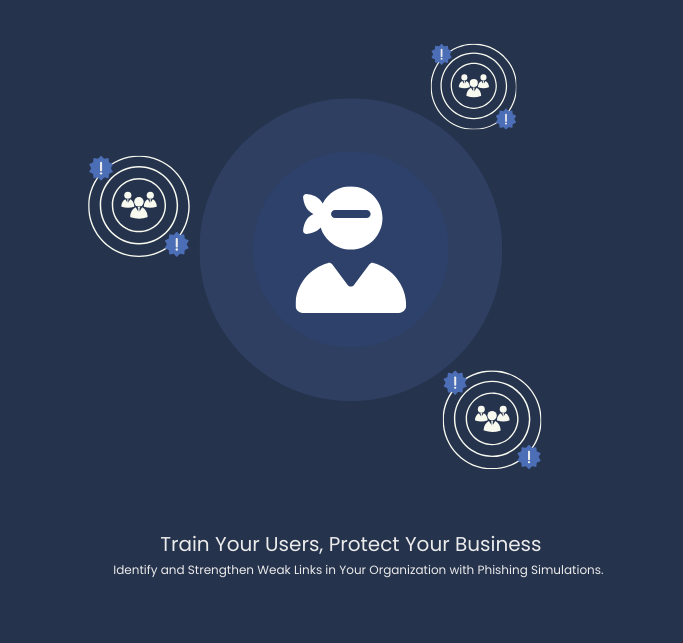 Train Your Users, Protect Your Business
Identify and Strengthen Weak Links in Your Organization with Phishing Simulations.